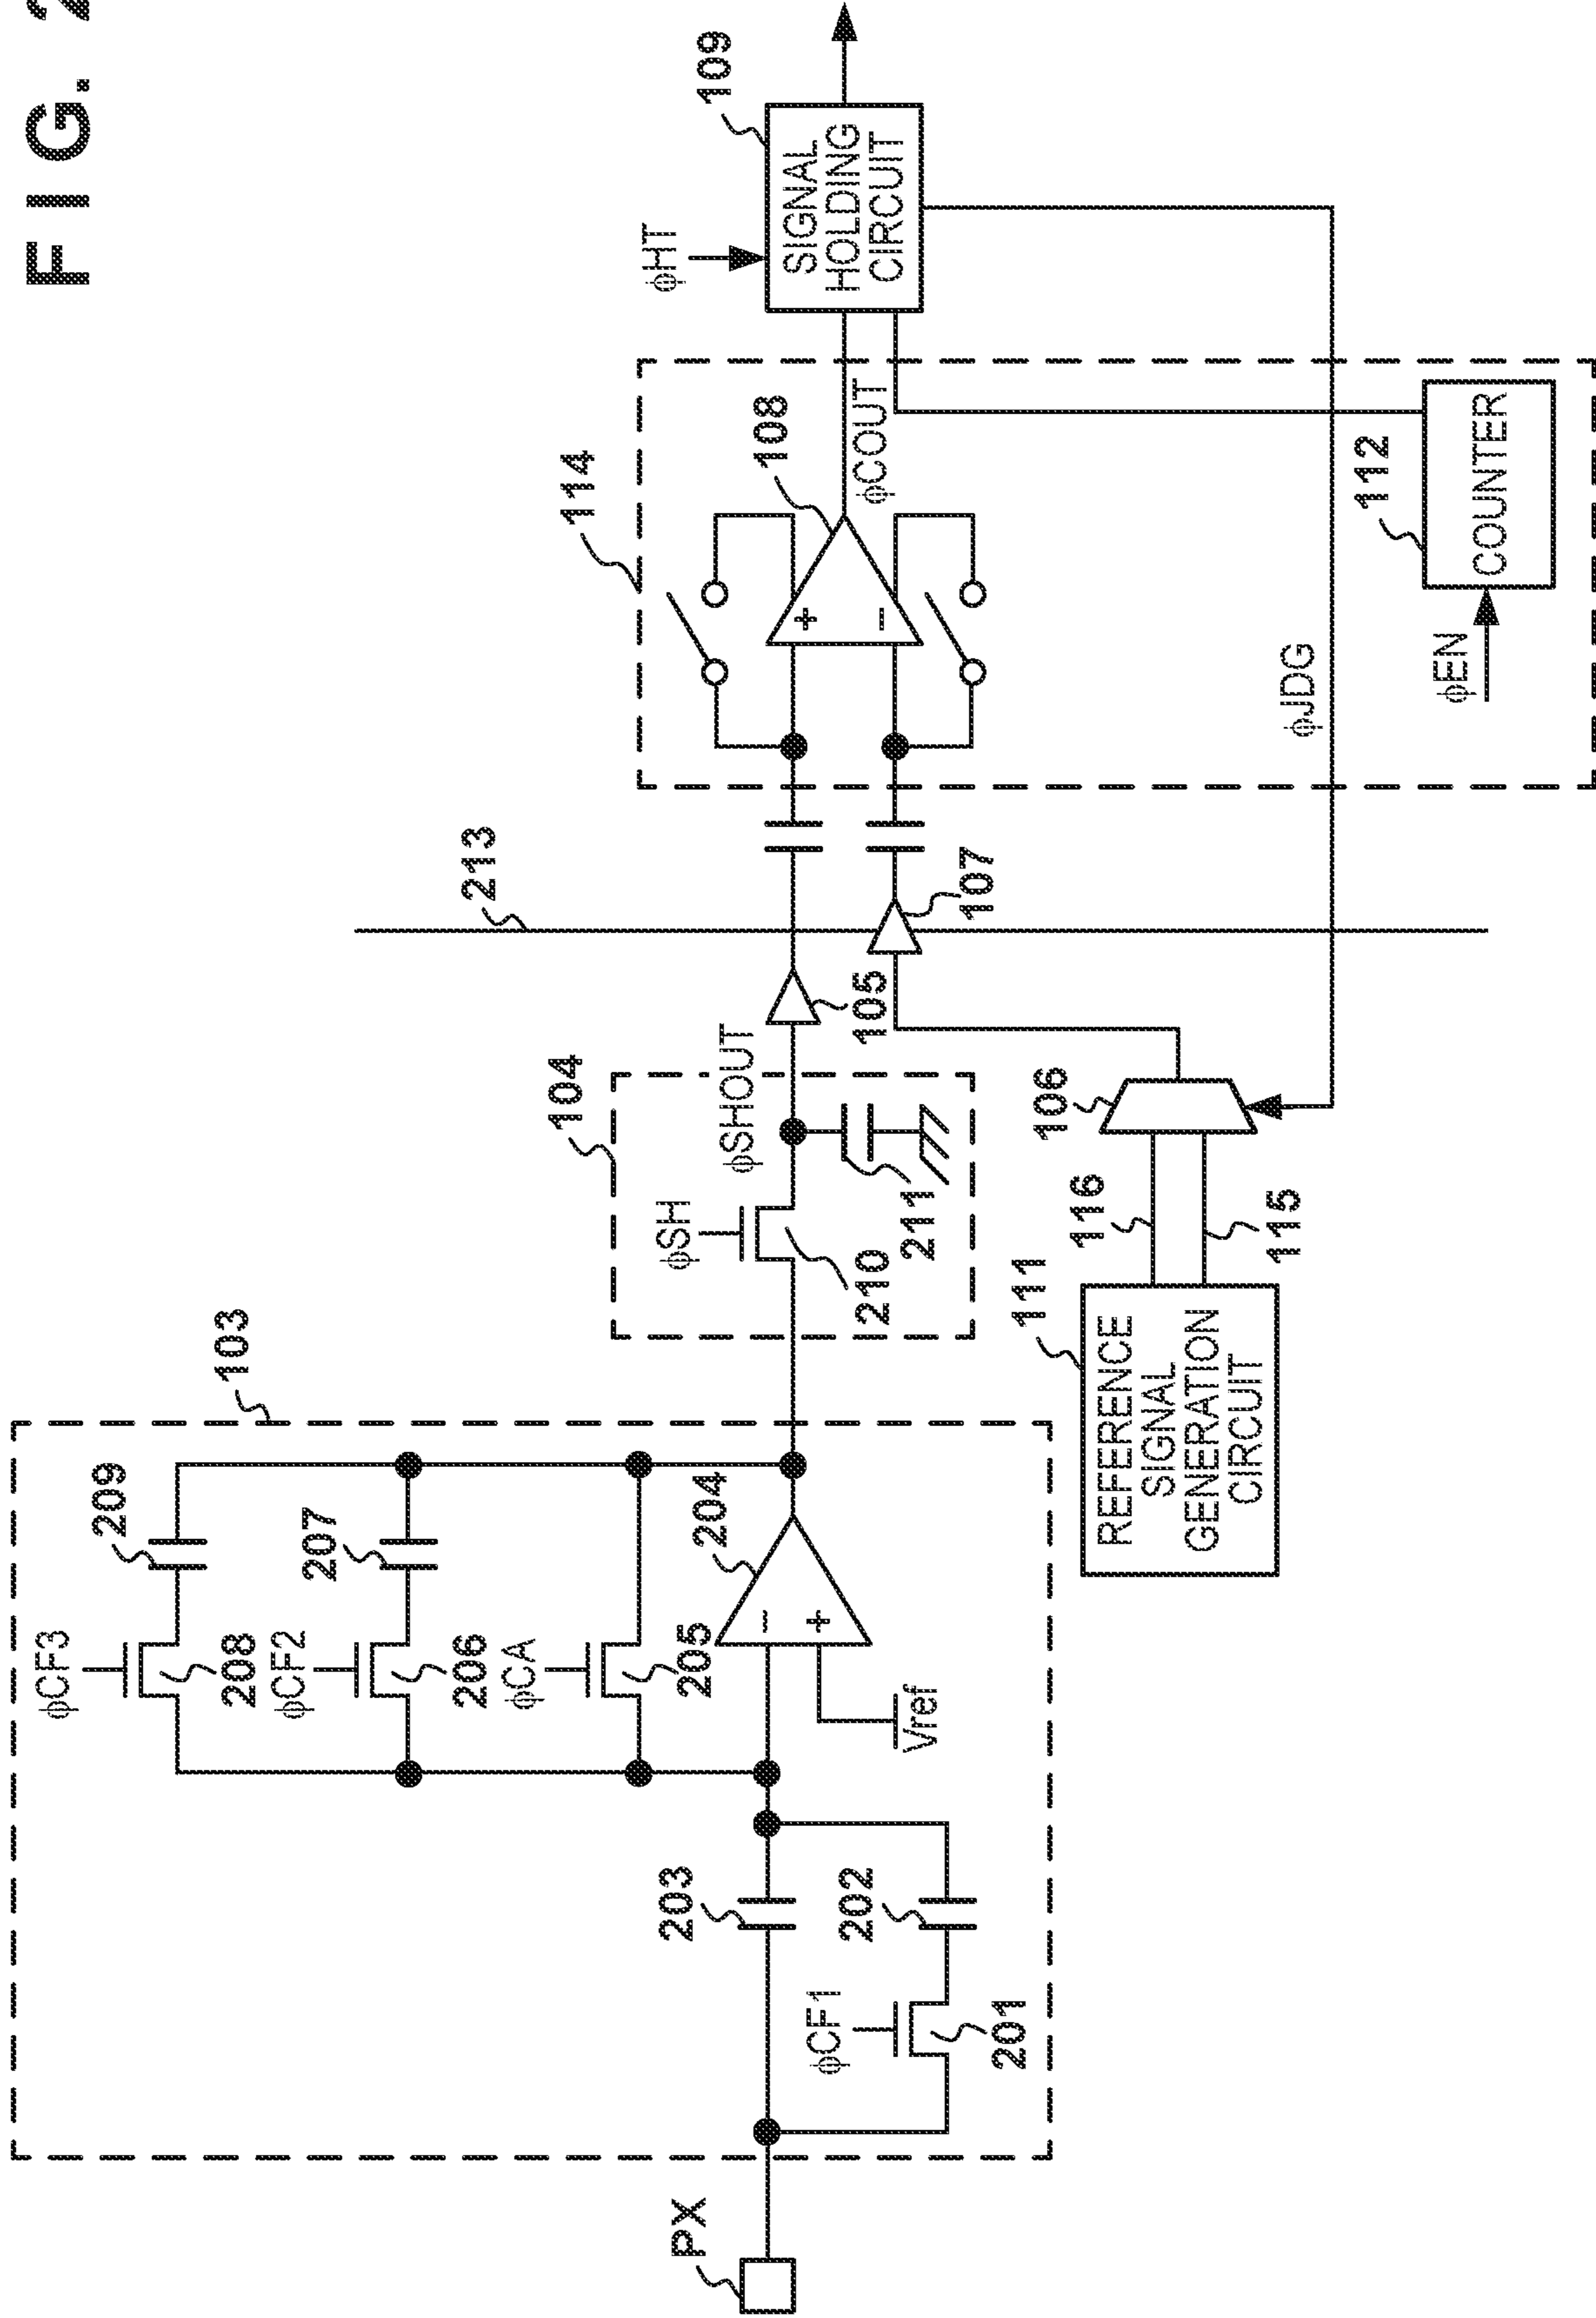 FIG. 2
103
209
ϕCF3
208
207
ϕCF2
206
ϕCA
205
204
Vref
203
202
ϕCF1
201
PX
104
ϕSHOUT
ϕSH
210
211
105
213
107
106
116
115
111
REFERENCE
SIGNAL
GENERATION
CIRCUIT
114
108
+
−
ϕCOUT
−
+
ϕJDG
112
COUNTER
ϕEN
109
ϕHT
SIGNAL
HOLDING
CIRCUIT